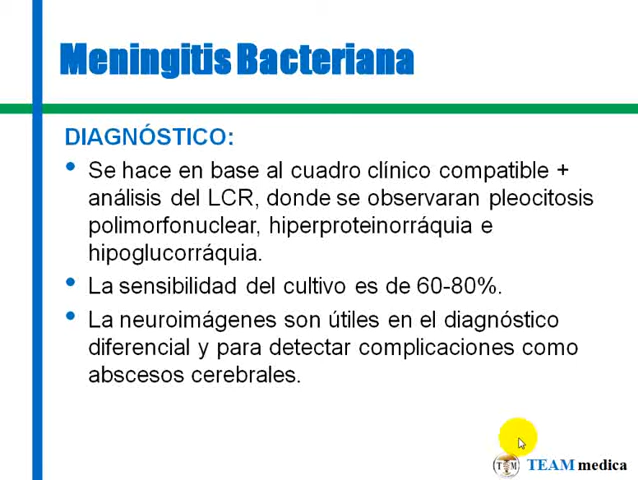 Meningitis Bacteriana
DIAGNÓSTICO:
• Se hace en base al cuadro clínico compatible +
análisis del LCR, donde se observaran pleocitosis
polimorfonuclear, hiperproteinorráquia e
hipoglucorráquia.
• La sensibilidad del cultivo es de 60-80%.
• La neuroimágenes son útiles en el diagnóstico
diferencial y para detectar complicaciones como
abscesos cerebrales.
TEAM medica